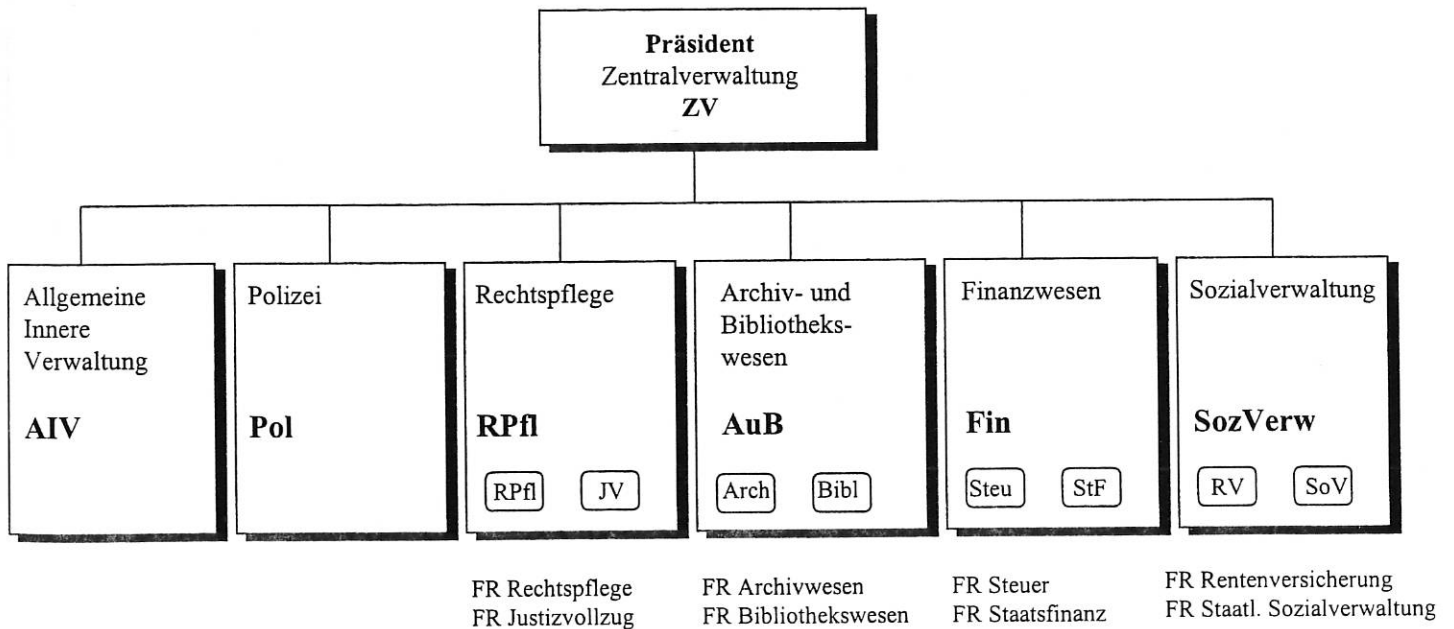 Präsident
Zentralverwaltung
ZV
Allgemeine
Innere
Verwaltung
AIV
Polizei
Pol
Rechtspflege
RPfl
RPfl
JV
FR Rechtspflege
FR Justizvollzug
Archiv- und
Bibliotheks-
wesen
AuB
Arch
Bibl
FR Archivwesen
FR Bibliothekswesen
Finanzwesen
Fin
Steu
StF
FR Steuer
FR Staatsfinanz
Sozialverwaltung
SozVerw
RV
SoV
FR Rentenversicherung
FR Staatl. Sozialverwaltung